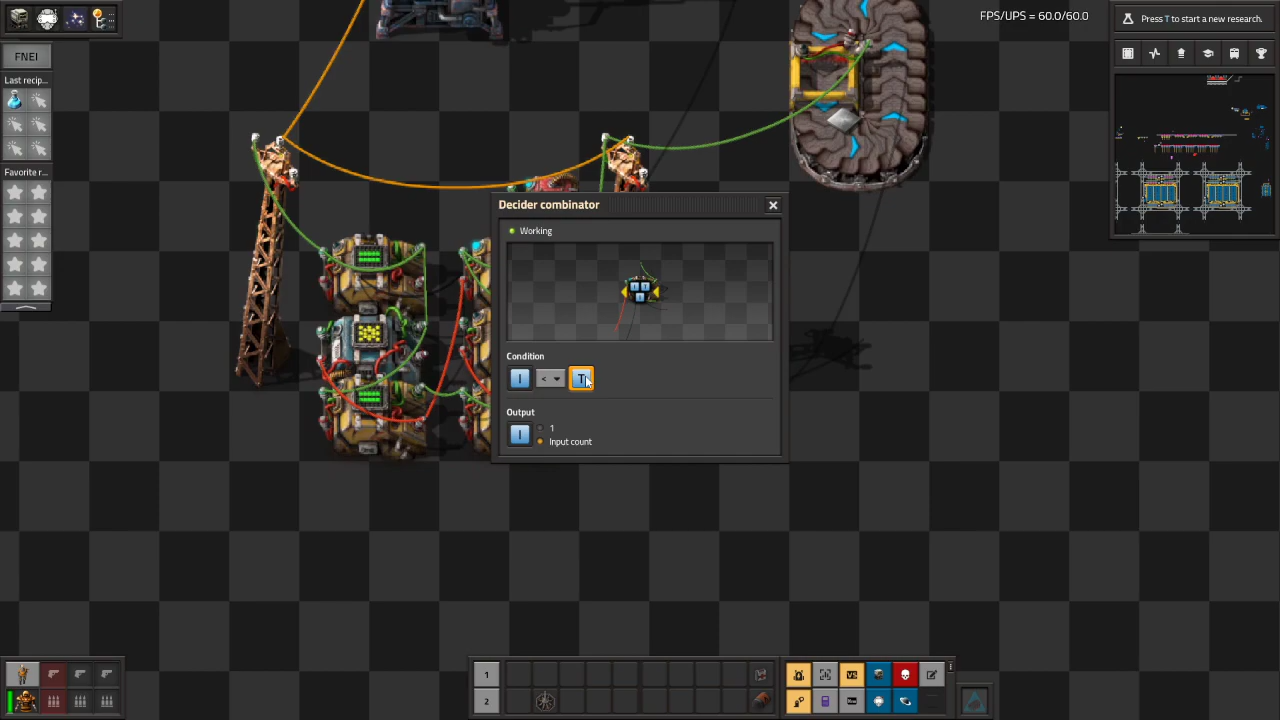 FPS/UPS = 60.0/60.0
Press T to start a new research.
FNEI
Last recip...
Favorite r...
Decider combinator
Working
Condition
I < T
Output
I
1
Input count
1
2